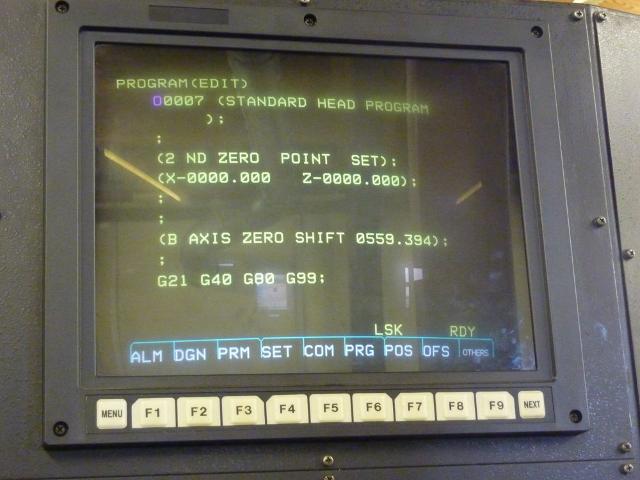 PROGRAM(EDIT)
O0007 (STANDARD HEAD PROGRAM
);
;
(2 ND ZERO POINT SET);
(X-0000.000 Z-0000.000);
;
;
(B AXIS ZERO SHIFT 0559.394);
;
G21 G40 G80 G99;
LSK RDY
ALM DGN PRM SET COM PRG POS OFS OTHERS
MENU F1 F2 F3 F4 F5 F6 F7 F8 F9 NEXT